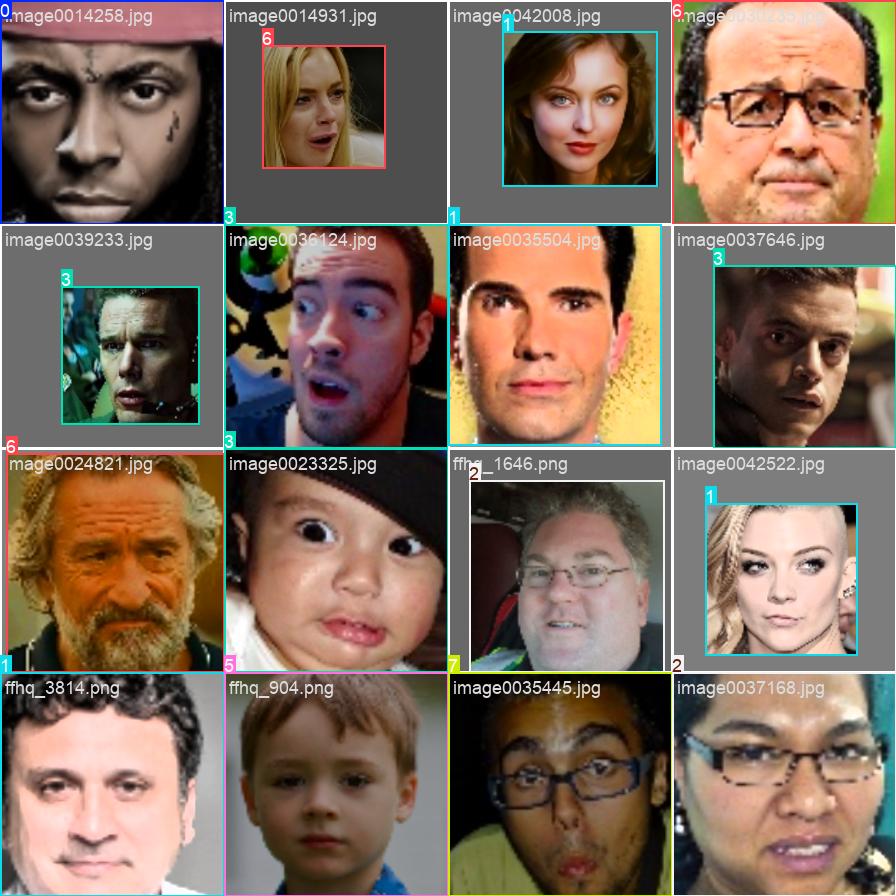 0
image0014258.jpg
image0014931.jpg
6
image0042008.jpg
1
6
3
1
image0039233.jpg
3
image0036124.jpg
image0035504.jpg
image0037646.jpg
3
6
3
mage0024821.jpg
image0023325.jpg
ffhq_1646.png
2
image0042522.jpg
1
1
5
7
2
ffhq_3814.png
ffhq_904.png
image0035445.jpg
image0037168.jpg